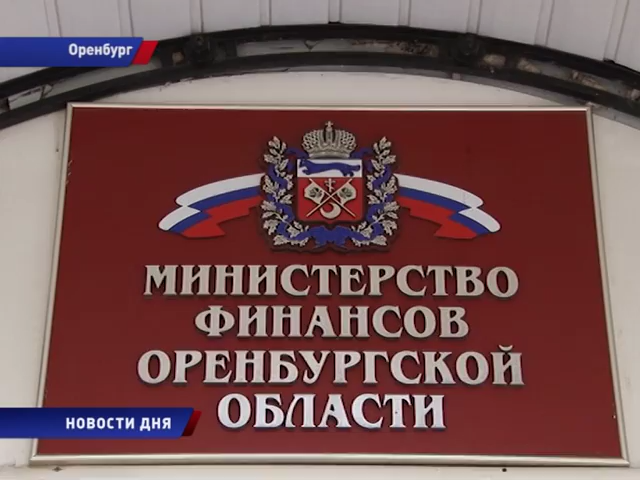 Оренбург
МИНИСТЕРСТВО
ФИНАНСОВ
ОРЕНБУРГСКОЙ
ОБЛАСТИ
НОВОСТИ ДНЯ